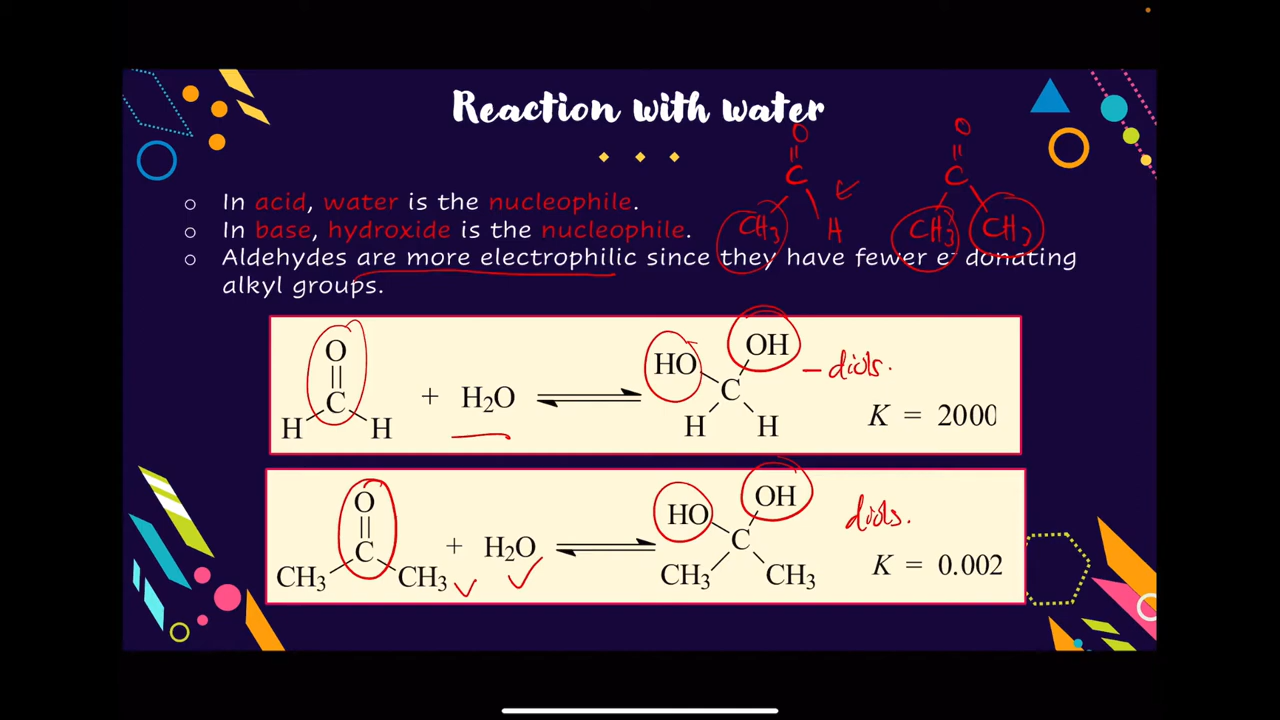 Reaction with water
O
C
CH3 H
O
C
CH3 CH3
In acid, water is the nucleophile.
In base, hydroxide is the nucleophile.
Aldehydes are more electrophilic since they have fewer e⁻ donating
alkyl groups.
O
C
H H
+ H₂O
HO OH
C
H H
– diols.
K = 2000
O
C
CH₃ CH₃
+ H₂O
HO OH
C
CH₃ CH₃
diols.
K = 0.002